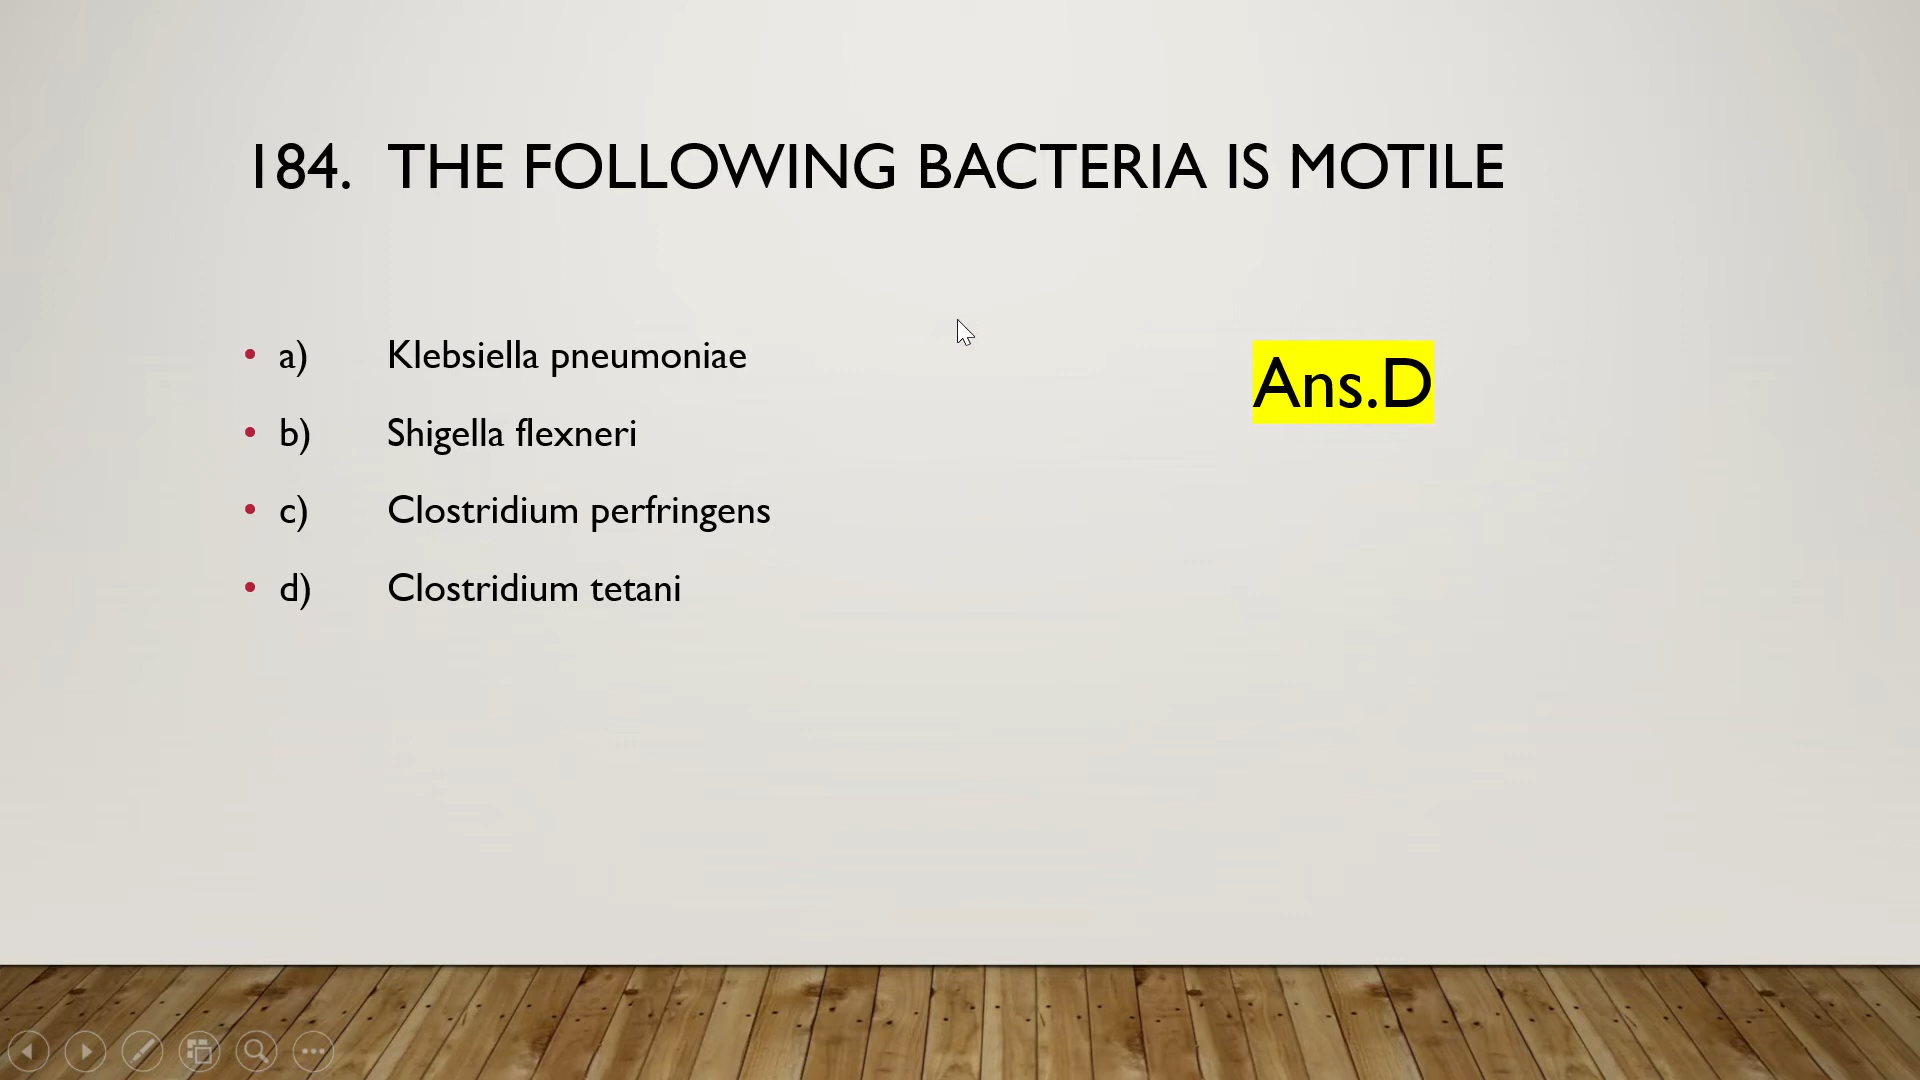 184. THE FOLLOWING BACTERIA IS MOTILE
• a) Klebsiella pneumoniae
• b) Shigella flexneri
• c) Clostridium perfringens
• d) Clostridium tetani
Ans.D